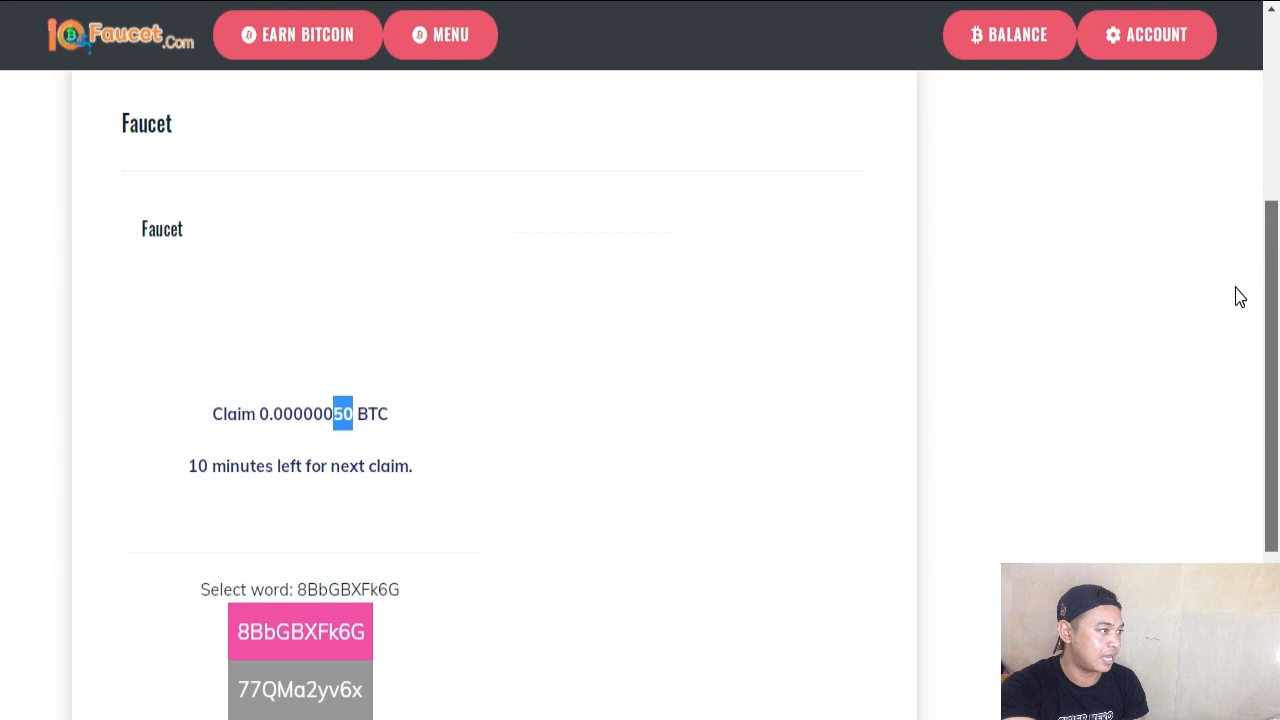 10Faucet.Com
EARN BITCOIN
MENU
BALANCE
ACCOUNT
Faucet
Faucet
Claim 0.00000050 BTC
10 minutes left for next claim.
Select word: 8BbGBXFk6G
8BbGBXFk6G
77QMa2yv6x